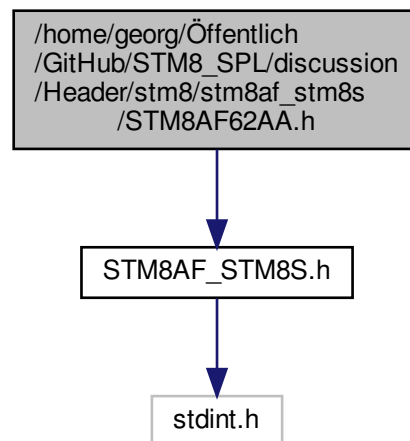 /home/georg/Öffentlich
/GitHub/STM8_SPL/discussion
/Header/stm8/stm8af_stm8s
/STM8AF62AA.h
STM8AF_STM8S.h
stdint.h